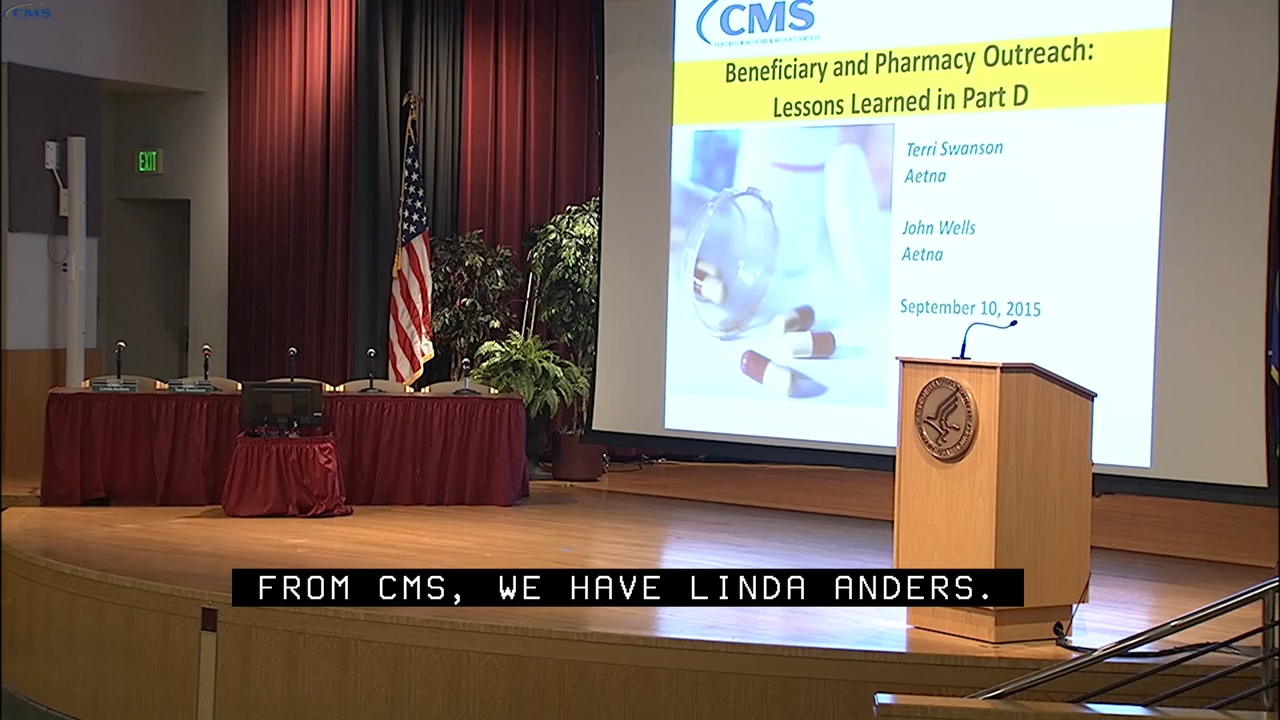 CMS
CMS
Beneficiary and Pharmacy Outreach:
Lessons Learned in Part D
Terri Swanson
Aetna
John Wells
Aetna
September 10, 2015
EXIT
FROM CMS, WE HAVE LINDA ANDERS.